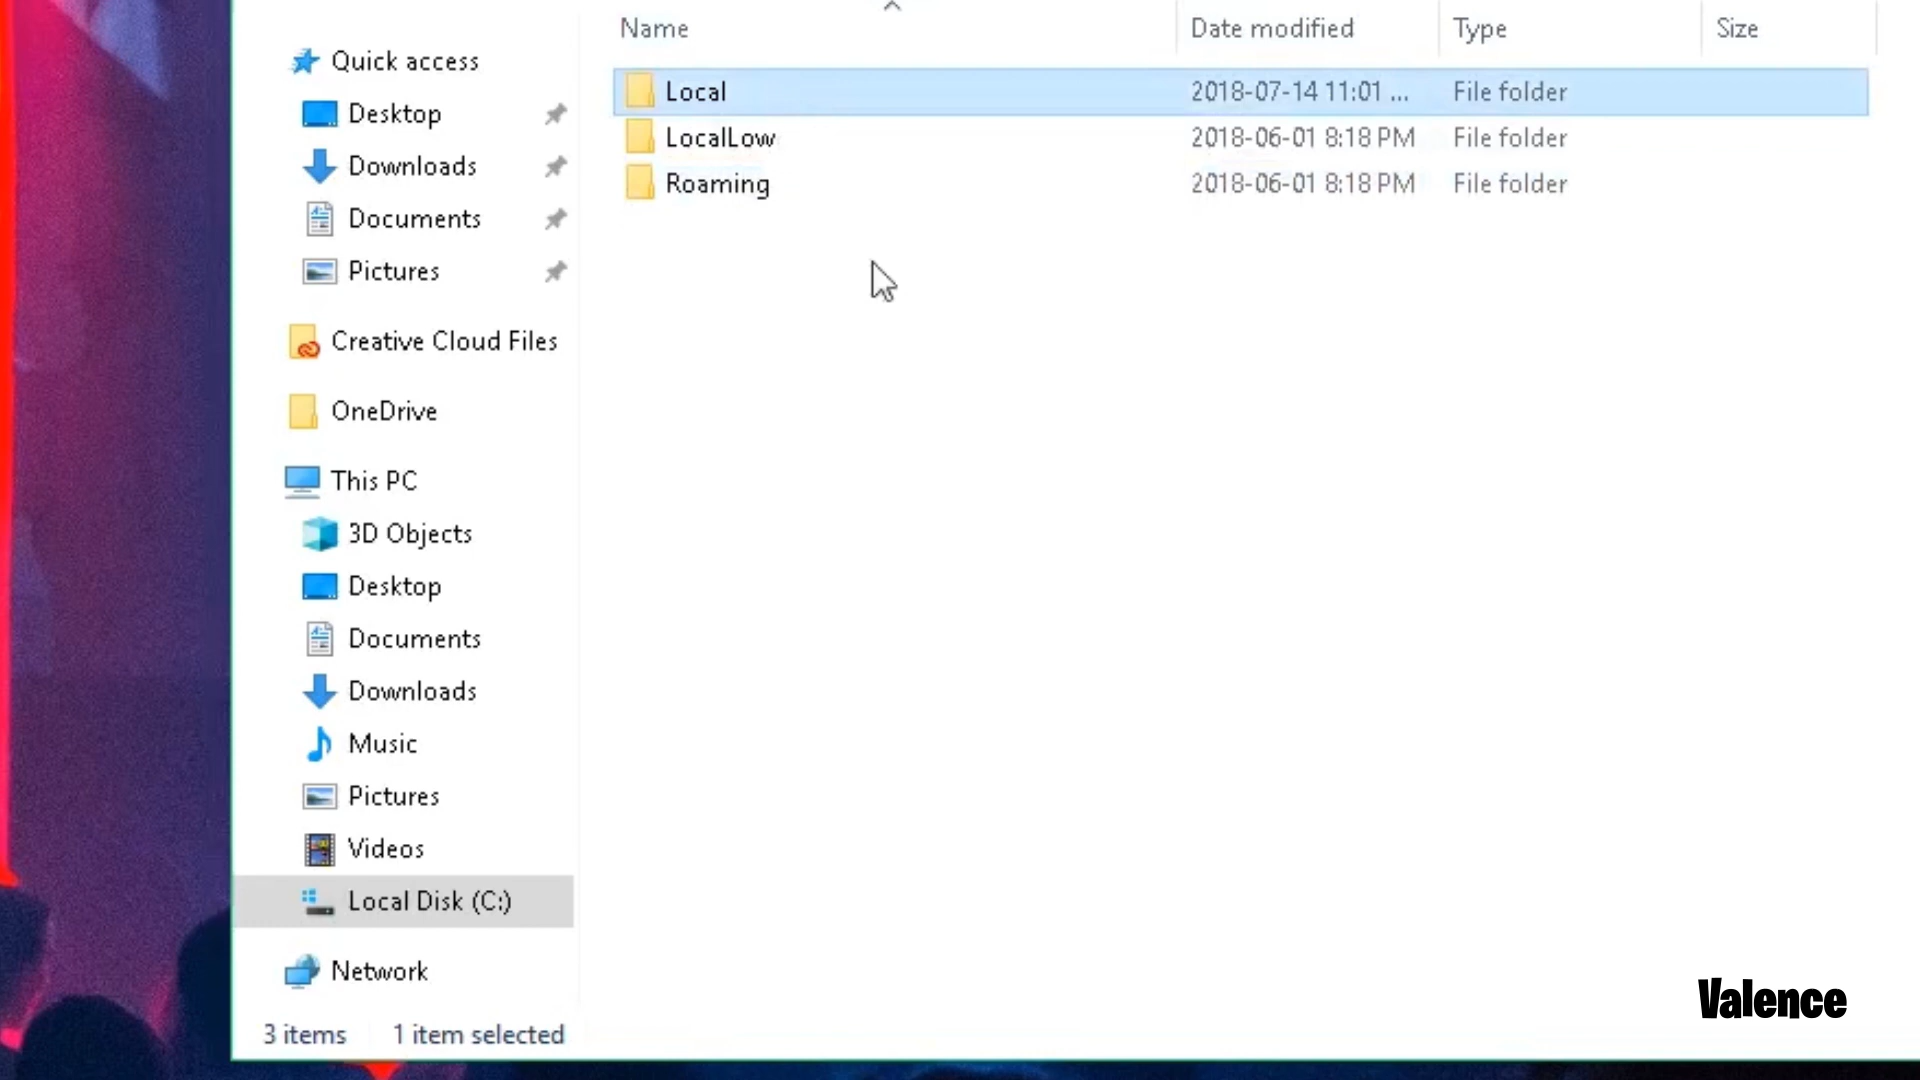 Name Date modified Type Size
Quick access
Desktop
Downloads
Documents
Pictures
Creative Cloud Files
OneDrive
This PC
3D Objects
Desktop
Documents
Downloads
Music
Pictures
Videos
Local Disk (C:)
Network
Local 2018-07-14 11:01 ... File folder
LocalLow 2018-06-01 8:18 PM File folder
Roaming 2018-06-01 8:18 PM File folder
3 items 1 item selected
Valence